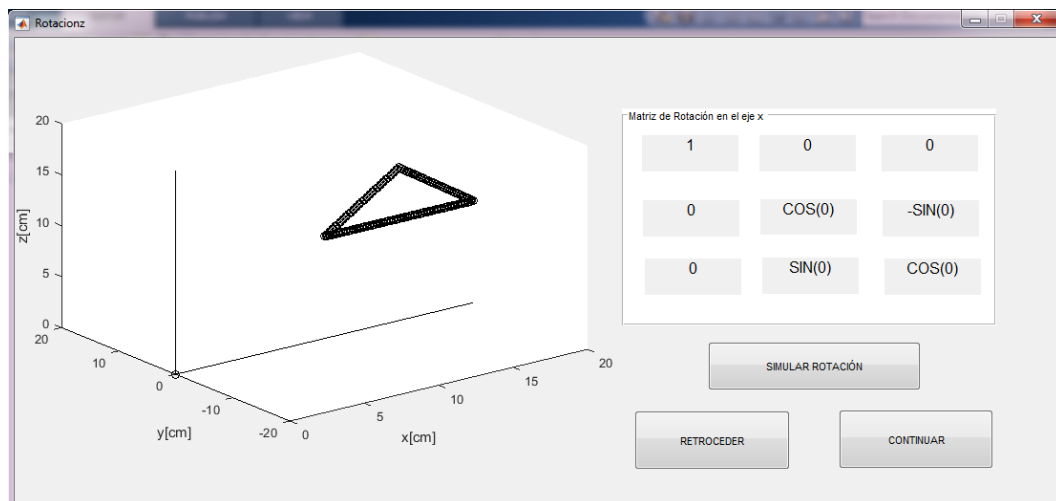 Rotacionz
20
15
10
5
0
z[cm]
20
10
0
-10
-20
y[cm]
0
5
10
15
20
x[cm]
Matriz de Rotación en el eje x
1 0 0
0 COS(0) -SIN(0)
0 SIN(0) COS(0)
SIMULAR ROTACIÓN
RETROCEDER CONTINUAR